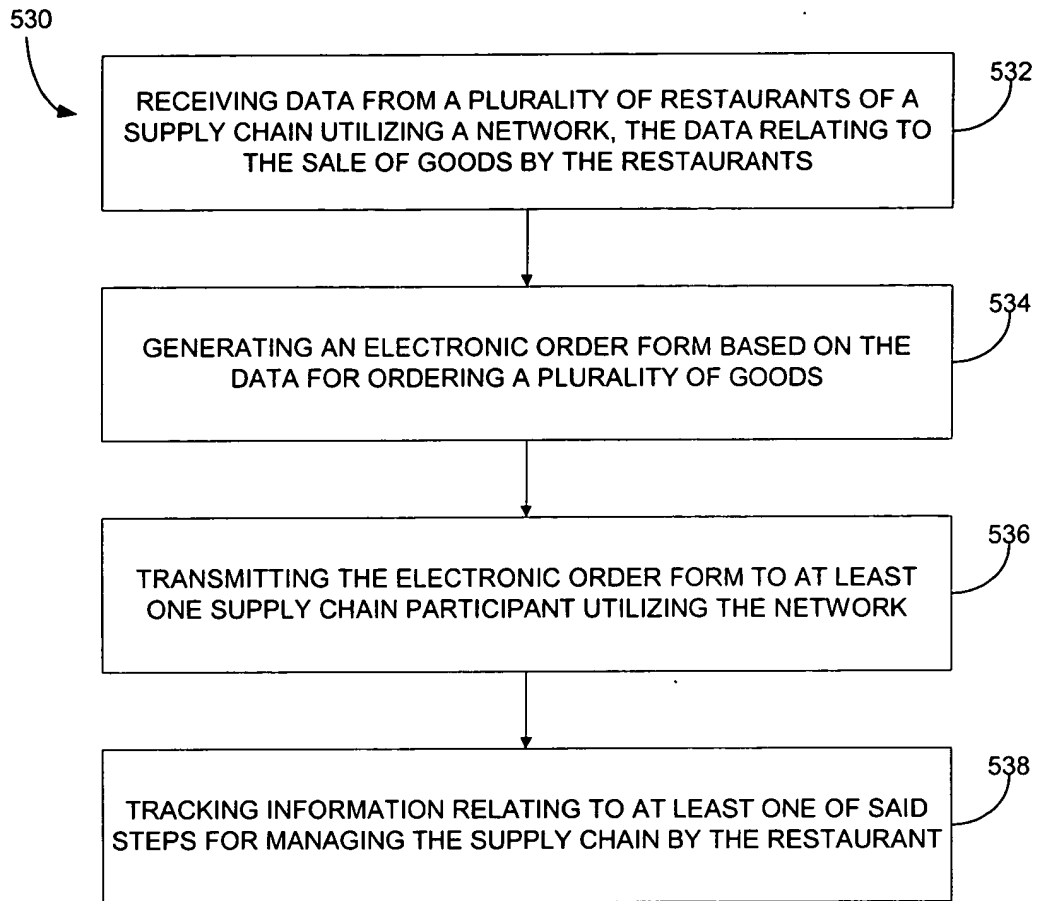 530
532
RECEIVING DATA FROM A PLURALITY OF RESTAURANTS OF A
SUPPLY CHAIN UTILIZING A NETWORK, THE DATA RELATING TO
THE SALE OF GOODS BY THE RESTAURANTS
534
GENERATING AN ELECTRONIC ORDER FORM BASED ON THE
DATA FOR ORDERING A PLURALITY OF GOODS
536
TRANSMITTING THE ELECTRONIC ORDER FORM TO AT LEAST
ONE SUPPLY CHAIN PARTICIPANT UTILIZING THE NETWORK
538
TRACKING INFORMATION RELATING TO AT LEAST ONE OF SAID
STEPS FOR MANAGING THE SUPPLY CHAIN BY THE RESTAURANT